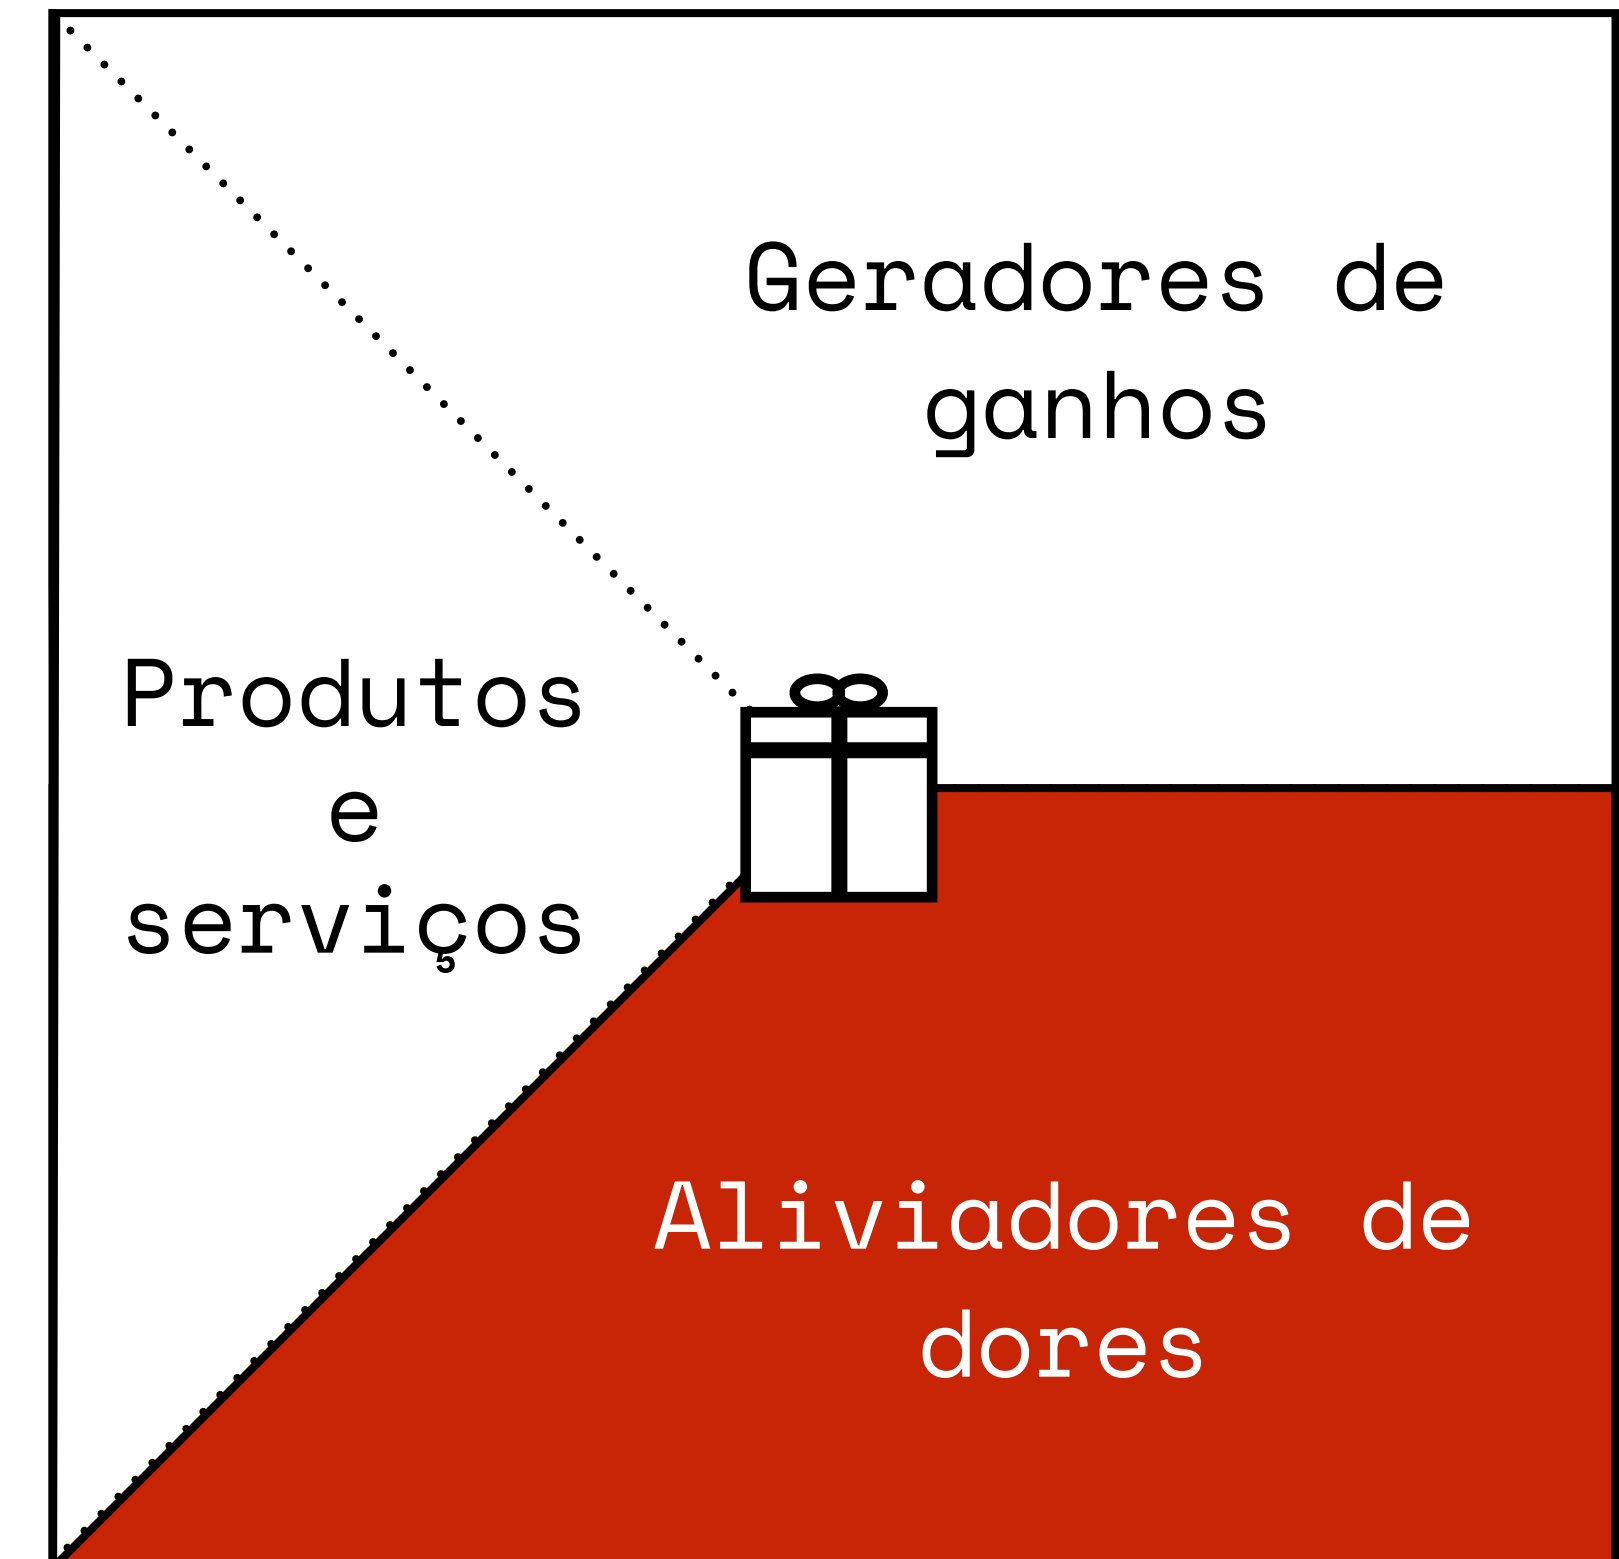 Geradores de
ganhos
Produtos
e
serviços
Aliviadores de
dores